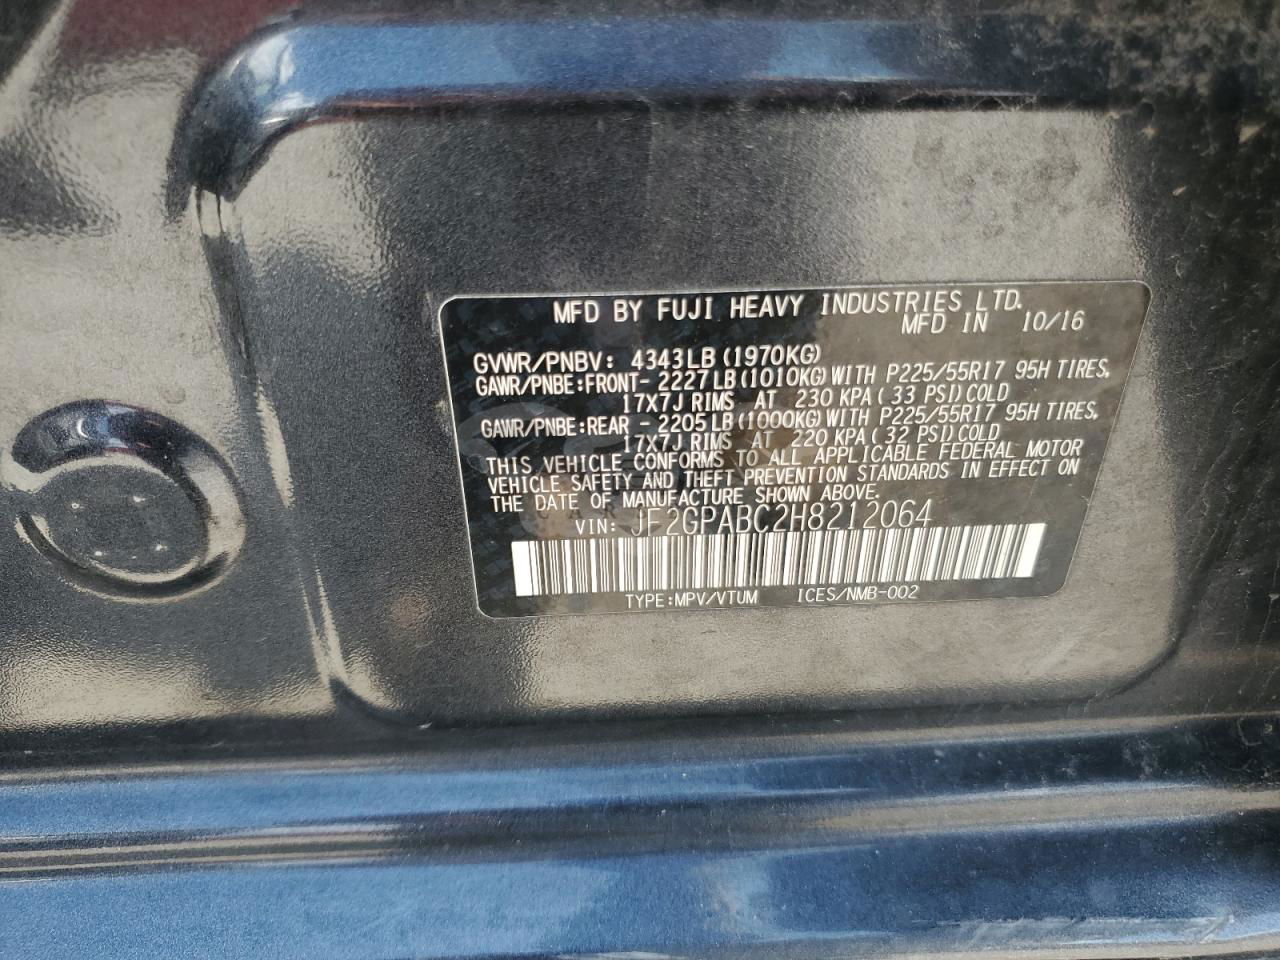 MFD BY FUJI HEAVY INDUSTRIES LTD.
MFD IN 10/16
GVWR/PNBV: 4343LB (1970KG)
GAWR/PNBE:FRONT- 2227LB(1010KG)WITH P225/55R17 95H TIRES,
17X7J RIMS AT 230 KPA(33 PSI)COLD
GAWR/PNBE:REAR - 2205LB(1000KG)WITH P225/55R17 95H TIRES,
17X7J RIMS AT 220 KPA(32 PSI)COLD
THIS VEHICLE CONFORMS TO ALL APPLICABLE FEDERAL MOTOR
VEHICLE SAFETY AND THEFT PREVENTION STANDARDS IN EFFECT ON
THE DATE OF MANUFACTURE SHOWN ABOVE.
VIN: JF2GPABC2H8212064
TYPE:MPV/VTUM ICES/NMB-002